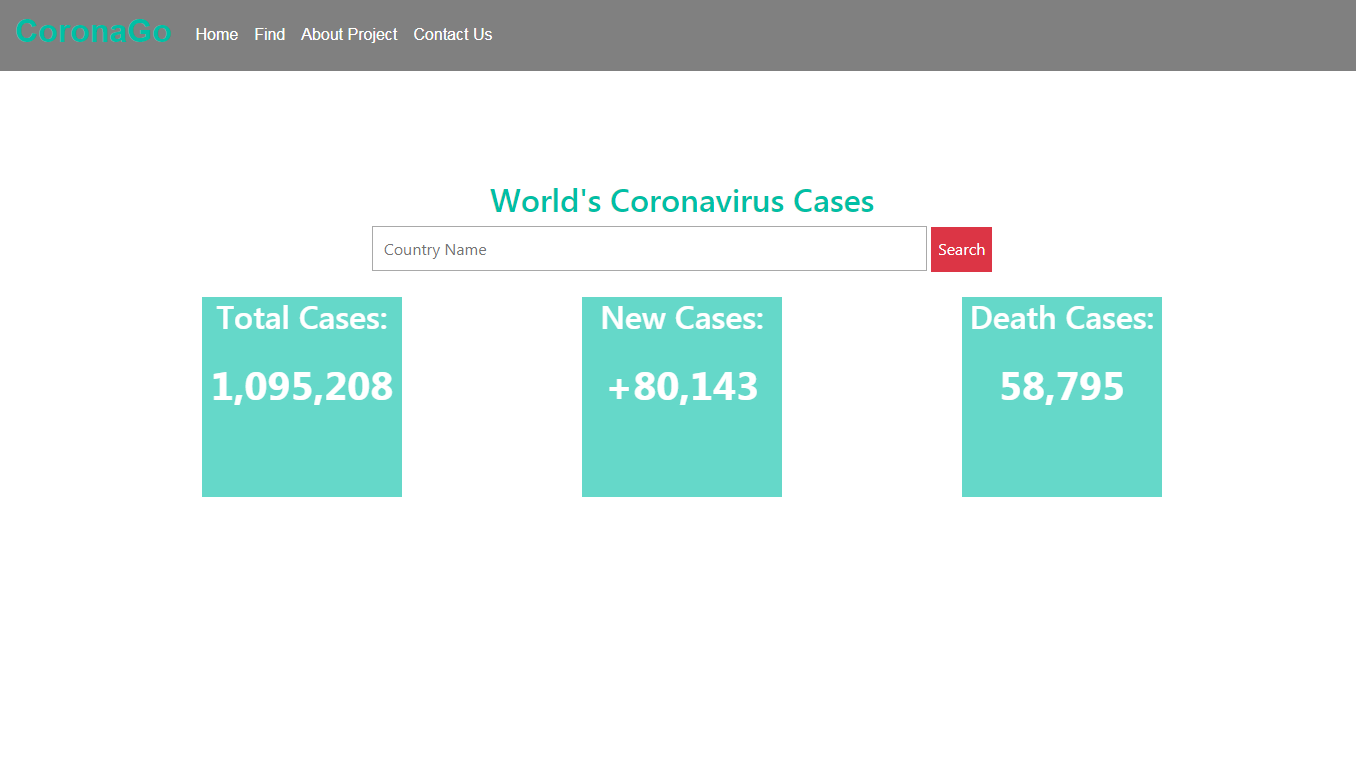 CoronaGo Home Find About Project Contact Us
World's Coronavirus Cases
Country Name Search
Total Cases: New Cases: Death Cases:
1,095,208 +80,143 58,795